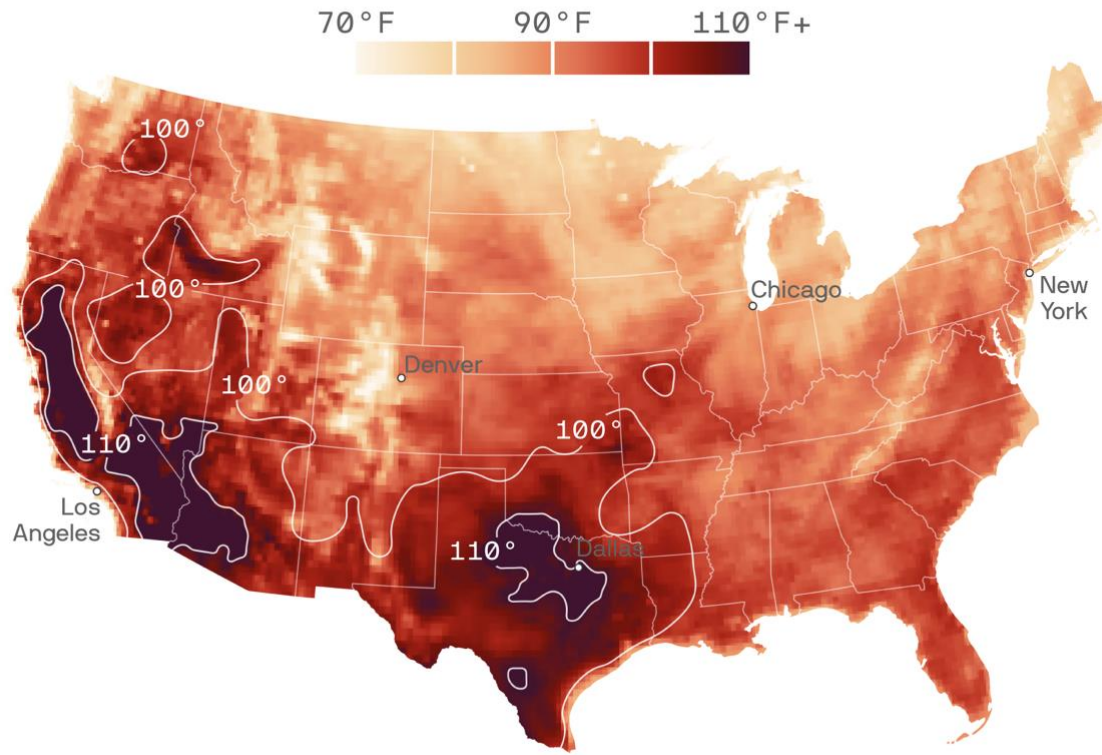 70°F 90°F 110°F+
100°
100°
Chicago
New
York
Denver
100°
100°
110°
Los
Angeles
110°
Dallas